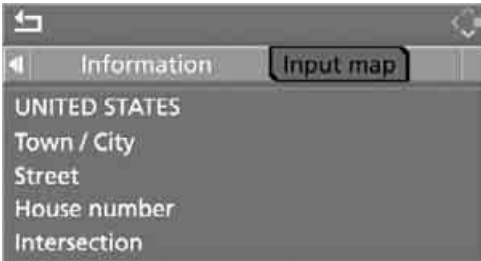 Information Input map
UNITED STATES
Town / City
Street
House number
Intersection